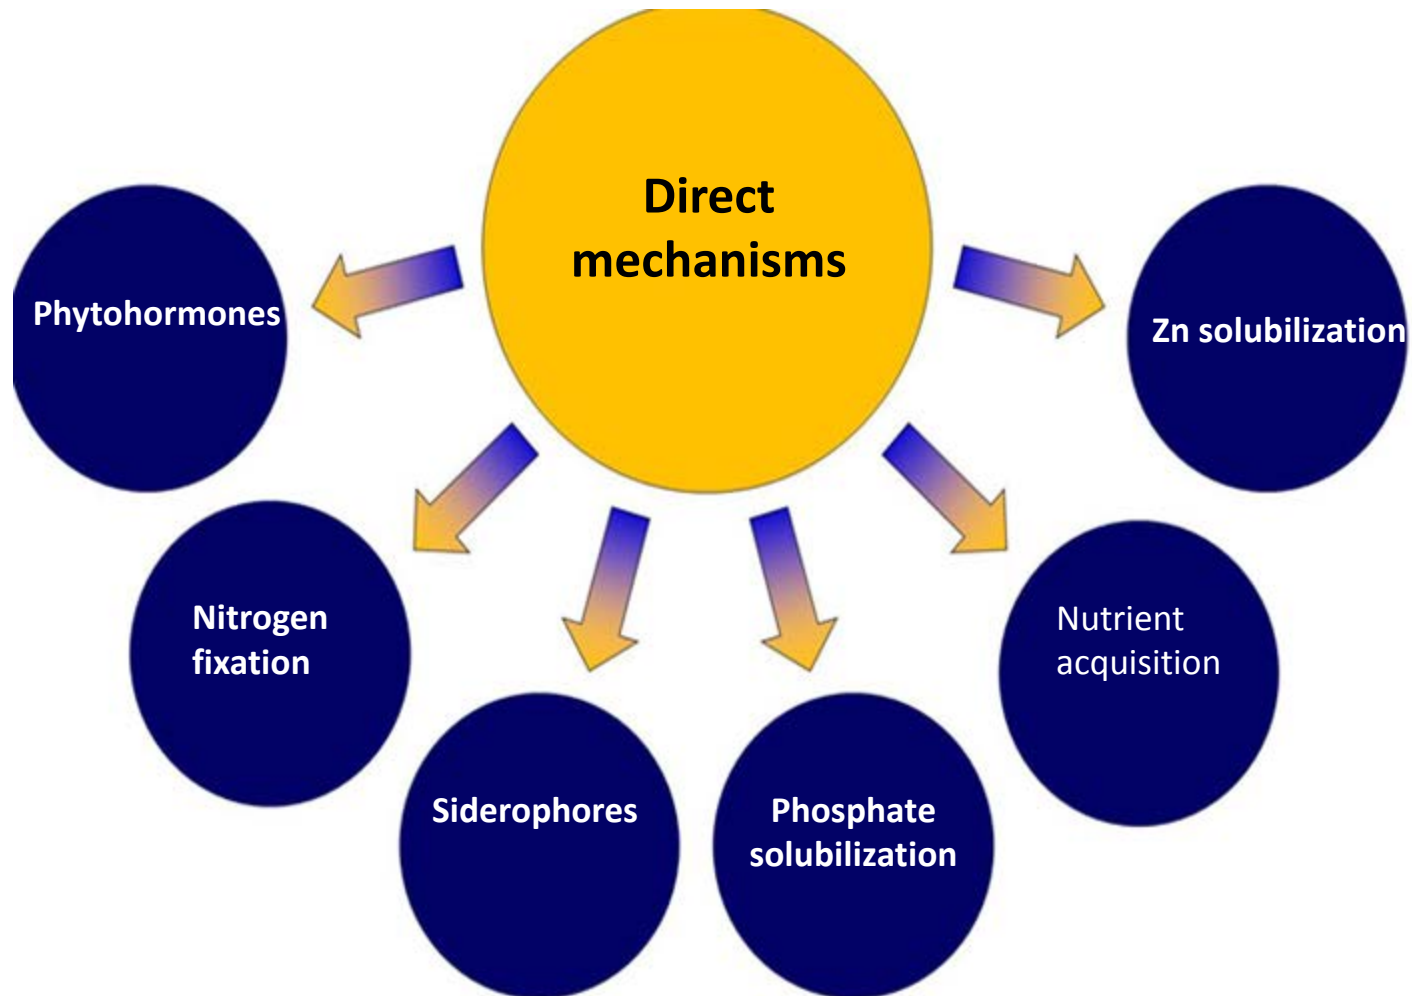 Direct
mechanisms
Phytohormones
Zn solubilization
Nitrogen
fixation
Nutrient
acquisition
Siderophores
Phosphate
solubilization